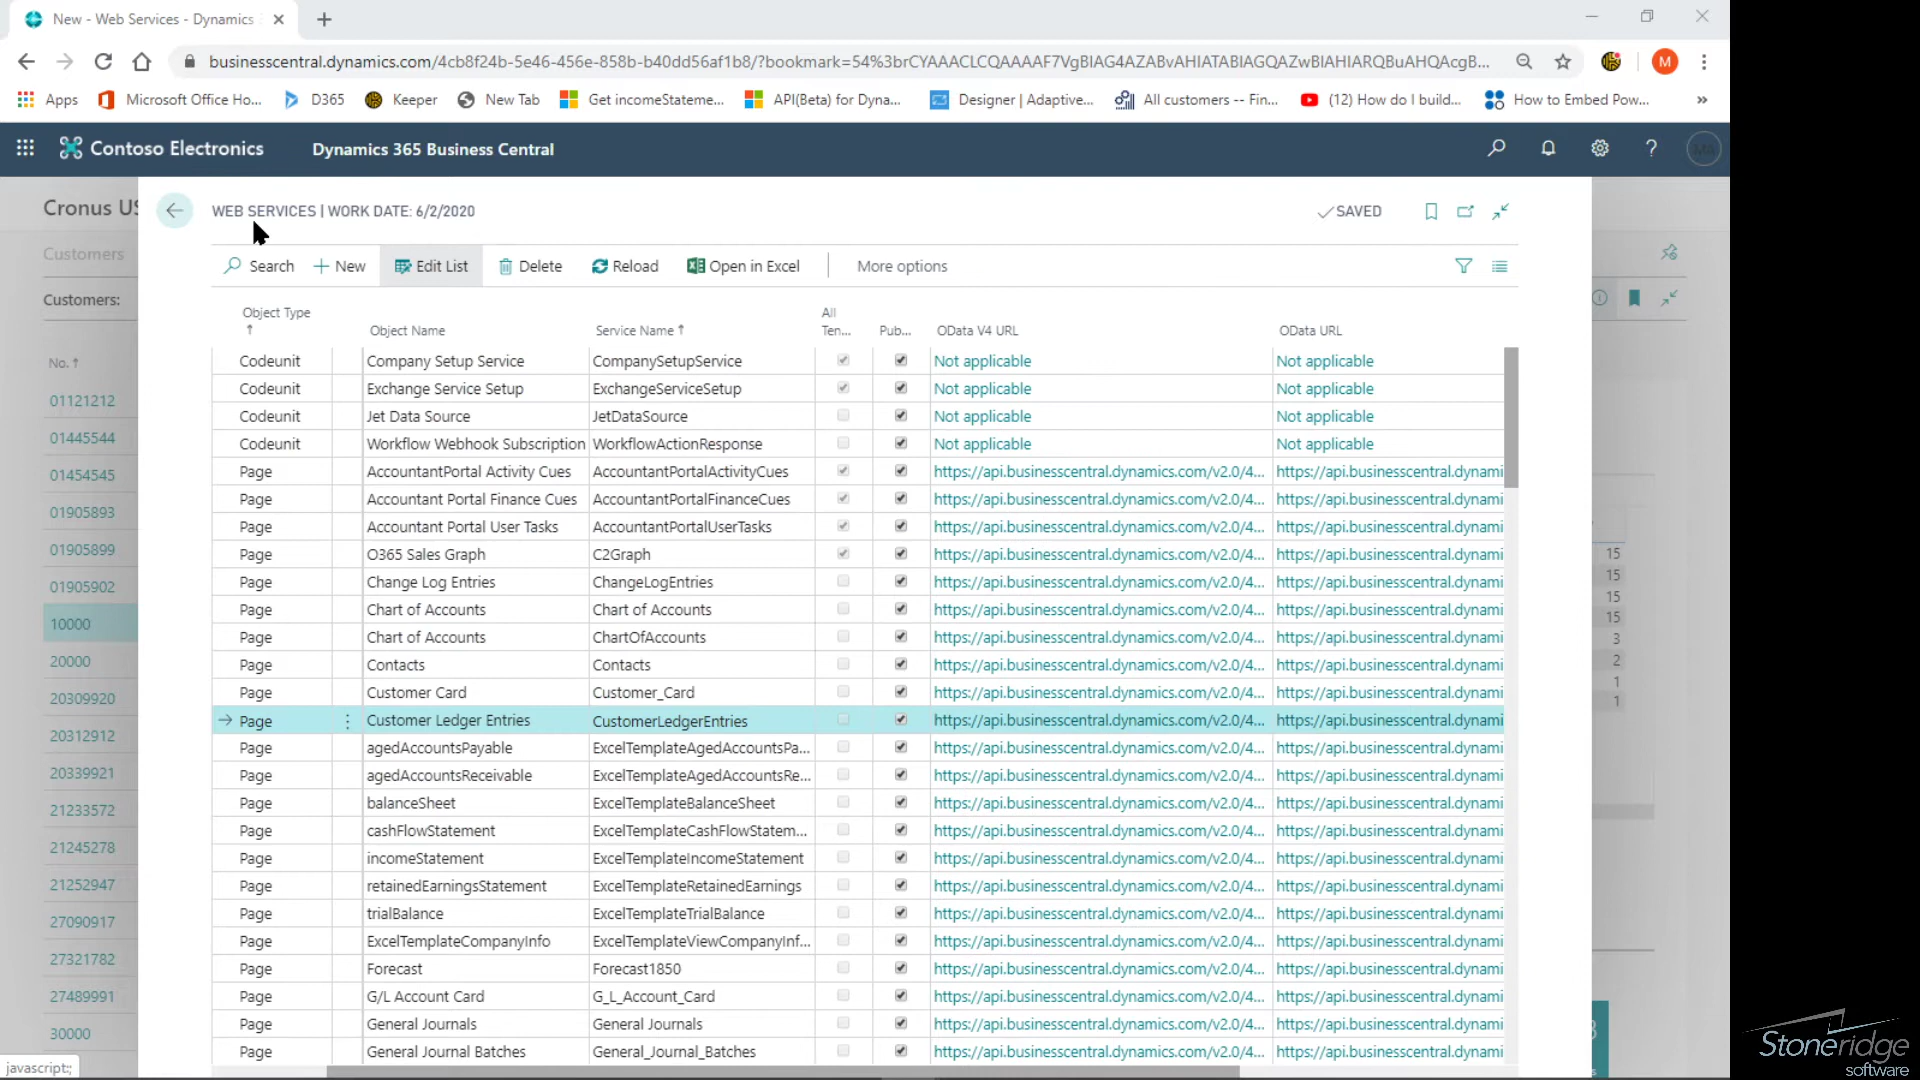 New - Web Services - Dynamics
businesscentral.dynamics.com/4cb8f24b-5e46-456e-858b-b40dd56af1b8/?bookmark=54%3brCYAAACLCQAAAAF7VgBIAG4AZABvAHIATABlAGQAZwBlAHIARQBuAHQAcgB... M
Apps Microsoft Office Ho... D365 Keeper New Tab Get incomeStateme... API(Beta) for Dyna... Designer | Adaptive... All customers -- Fin... (12) How do I build... How to Embed Pow... »
Contoso Electronics Dynamics 365 Business Central ?
Cronus US
WEB SERVICES | WORK DATE: 6/2/2020 SAVED
Customers
Search New Edit List Delete Reload Open in Excel More options
Customers:
No. ↑
Object Type ↑ Object Name Service Name ↑ All Ten... Pub... OData V4 URL OData URL
Codeunit Company Setup Service CompanySetupService Not applicable Not applicable
Codeunit Exchange Service Setup ExchangeServiceSetup Not applicable Not applicable
Codeunit Jet Data Source JetDataSource Not applicable Not applicable
Codeunit Workflow Webhook Subscription WorkflowActionResponse Not applicable Not applicable
Page AccountantPortal Activity Cues AccountantPortalActivityCues https://api.businesscentral.dynamics.com/v2.0/4... https://api.businesscentral.dynami
Page Accountant Portal Finance Cues AccountantPortalFinanceCues https://api.businesscentral.dynamics.com/v2.0/4... https://api.businesscentral.dynami
Page Accountant Portal User Tasks AccountantPortalUserTasks https://api.businesscentral.dynamics.com/v2.0/4... https://api.businesscentral.dynami
Page O365 Sales Graph C2Graph https://api.businesscentral.dynamics.com/v2.0/4... https://api.businesscentral.dynami
Page Change Log Entries ChangeLogEntries https://api.businesscentral.dynamics.com/v2.0/4... https://api.businesscentral.dynami
Page Chart of Accounts Chart of Accounts https://api.businesscentral.dynamics.com/v2.0/4... https://api.businesscentral.dynami
Page Chart of Accounts ChartOfAccounts https://api.businesscentral.dynamics.com/v2.0/4... https://api.businesscentral.dynami
Page Contacts Contacts https://api.businesscentral.dynamics.com/v2.0/4... https://api.businesscentral.dynami
Page Customer Card Customer_Card https://api.businesscentral.dynamics.com/v2.0/4... https://api.businesscentral.dynami
Page Customer Ledger Entries CustomerLedgerEntries https://api.businesscentral.dynamics.com/v2.0/4... https://api.businesscentral.dynami
Page agedAccountsPayable ExcelTemplateAgedAccountsPa... https://api.businesscentral.dynamics.com/v2.0/4... https://api.businesscentral.dynami
Page agedAccountsReceivable ExcelTemplateAgedAccountsRe... https://api.businesscentral.dynamics.com/v2.0/4... https://api.businesscentral.dynami
Page balanceSheet ExcelTemplateBalanceSheet https://api.businesscentral.dynamics.com/v2.0/4... https://api.businesscentral.dynami
Page cashFlowStatement ExcelTemplateCashFlowStatem... https://api.businesscentral.dynamics.com/v2.0/4... https://api.businesscentral.dynami
Page incomeStatement ExcelTemplateIncomeStatement https://api.businesscentral.dynamics.com/v2.0/4... https://api.businesscentral.dynami
Page retainedEarningsStatement ExcelTemplateRetainedEarnings https://api.businesscentral.dynamics.com/v2.0/4... https://api.businesscentral.dynami
Page trialBalance ExcelTemplateTrialBalance https://api.businesscentral.dynamics.com/v2.0/4... https://api.businesscentral.dynami
Page ExcelTemplateCompanyInfo ExcelTemplateViewCompanyInf... https://api.businesscentral.dynamics.com/v2.0/4... https://api.businesscentral.dynami
Page Forecast Forecast1850 https://api.businesscentral.dynamics.com/v2.0/4... https://api.businesscentral.dynami
Page G/L Account Card G_L_Account_Card https://api.businesscentral.dynamics.com/v2.0/4... https://api.businesscentral.dynami
Page General Journals General Journals https://api.businesscentral.dynamics.com/v2.0/4... https://api.businesscentral.dynami
Page General Journal Batches General_Journal_Batches https://api.businesscentral.dynamics.com/v2.0/4... https://api.businesscentral.dynami
01121212
01445544
01454545
01905893
01905899
01905902
10000
20000
20309920
20312912
20339921
21233572
21245278
21252947
27090917
27321782
27489991
30000
15
15
15
15
3
2
1
1
javascript:;
Stoneridge
software